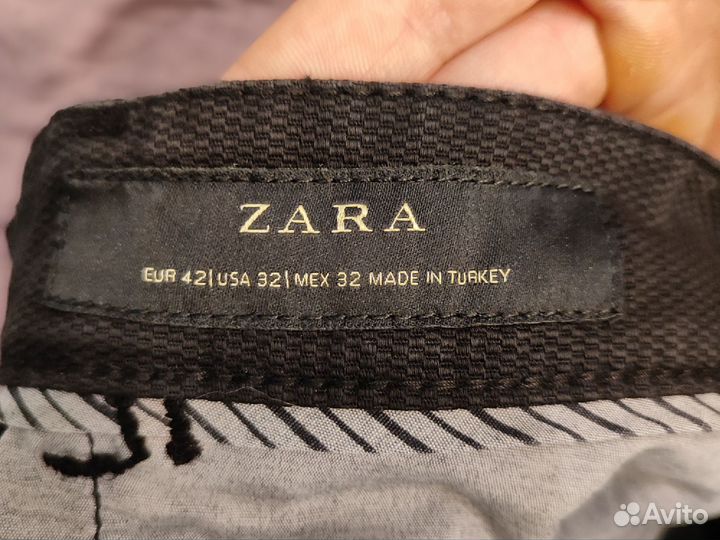 ZARA
EUR 42| USA 32| MEX 32 MADE IN TURKEY
Avito